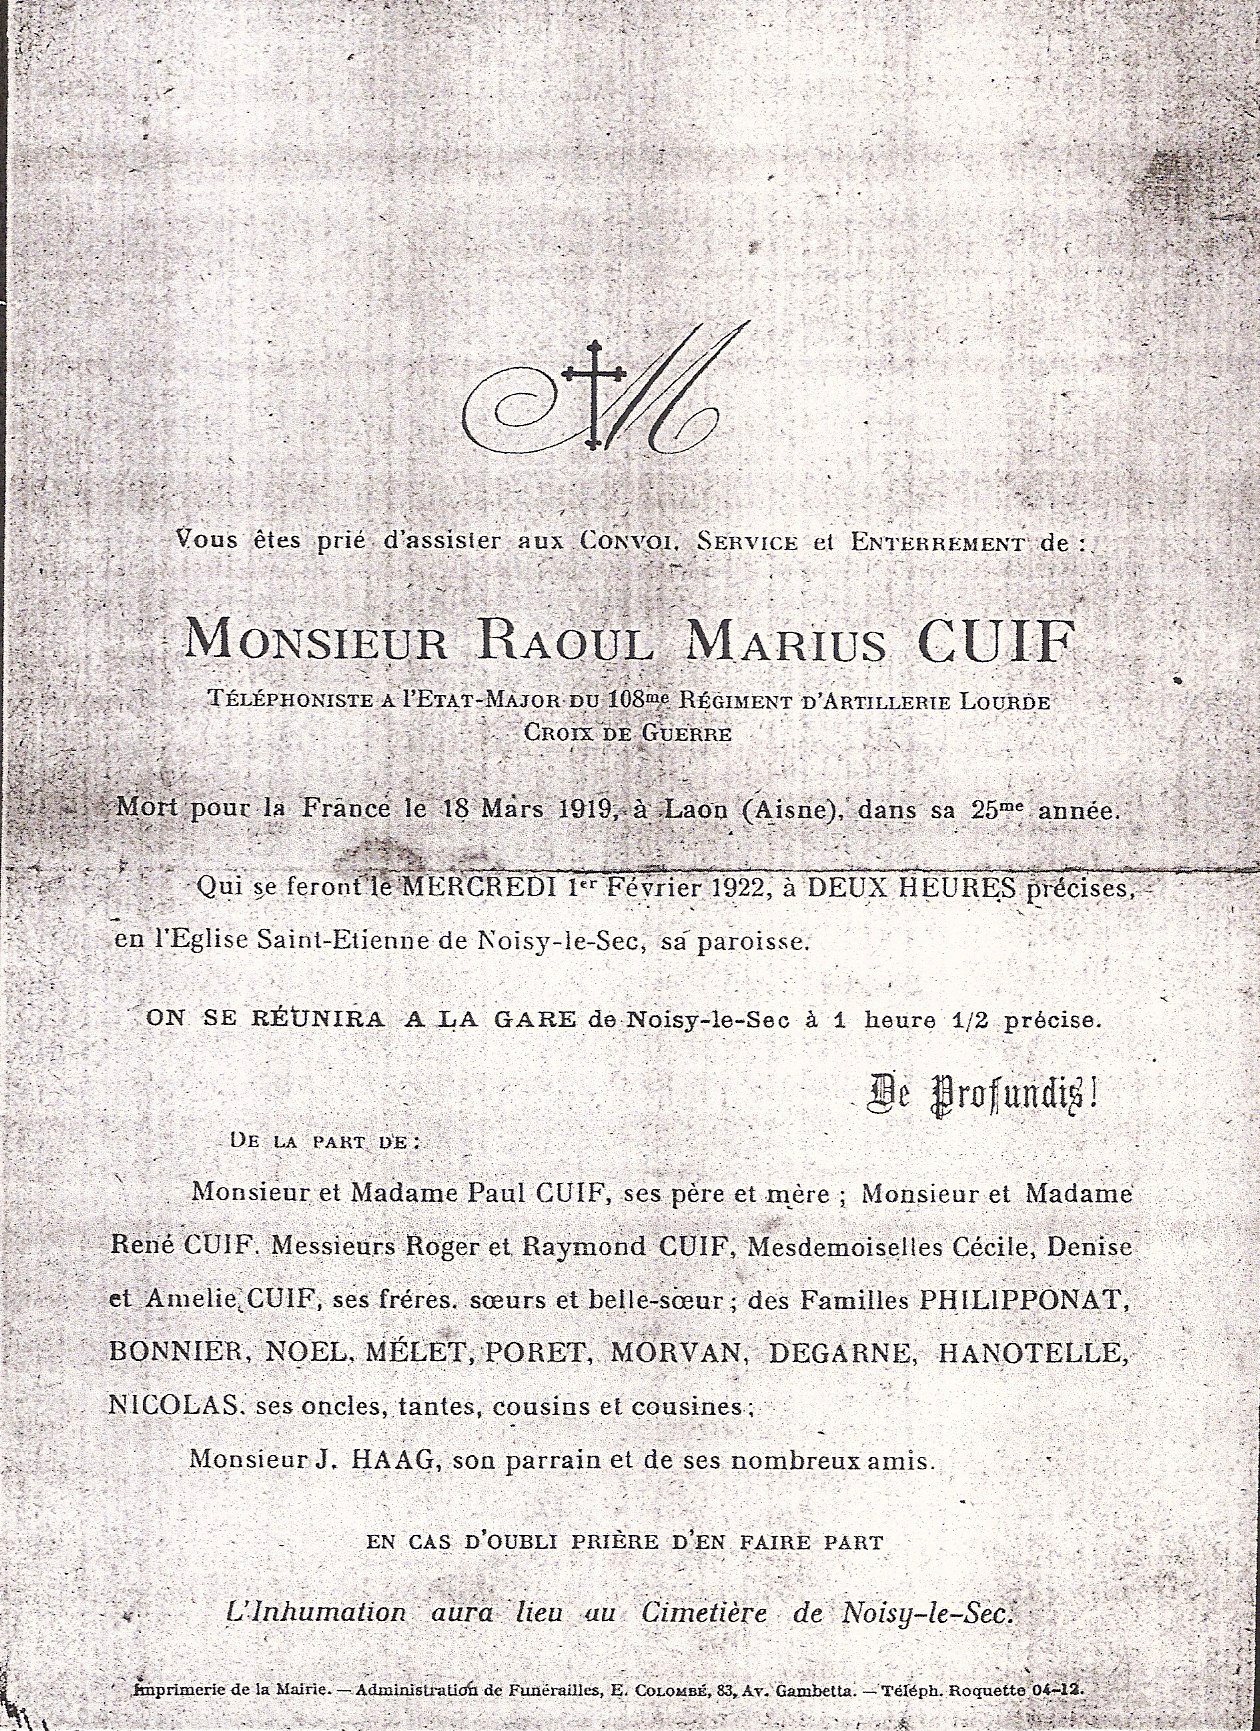 M
Vous êtes prié d'assister aux CONVOI, SERVICE et ENTERREMENT de :
MONSIEUR RAOUL MARIUS CUIF
TÉLÉPHONISTE A l'ETAT-MAJOR DU 108me RÉGIMENT D'ARTILLERIE LOURDE
CROIX DE GUERRE
Mort pour la France le 18 Mars 1919, à Laon (Aisne), dans sa 25me année.
Qui se feront le MERCREDI 1er Février 1922, à DEUX HEURES précises,
en l'Eglise Saint-Etienne de Noisy-le-Sec, sa paroisse.
ON SE RÉUNIRA A LA GARE de Noisy-le-Sec à 1 heure 1/2 précise.
De Profundis!
DE LA PART DE :
Monsieur et Madame Paul CUIF, ses père et mère ; Monsieur et Madame
René CUIF. Messieurs Roger et Raymond CUIF, Mesdemoiselles Cécile, Denise
et Amelie CUIF, ses fréres. sœurs et belle-sœur ; des Familles PHILIPPONAT,
BONNIER, NOEL, MÉLET, PORET, MORVAN, DEGARNE, HANOTELLE,
NICOLAS. ses oncles, tantes, cousins et cousines ;
Monsieur J. HAAG, son parrain et de ses nombreux amis.
EN CAS D'OUBLI PRIÈRE D'EN FAIRE PART
L'Inhumation aura lieu au Cimetière de Noisy-le-Sec.
Imprimerie de la Mairie. — Administration de Funérailles, E. COLOMBÉ, 83, Av. Gambetta. — Téléph. Roquette 04-12.